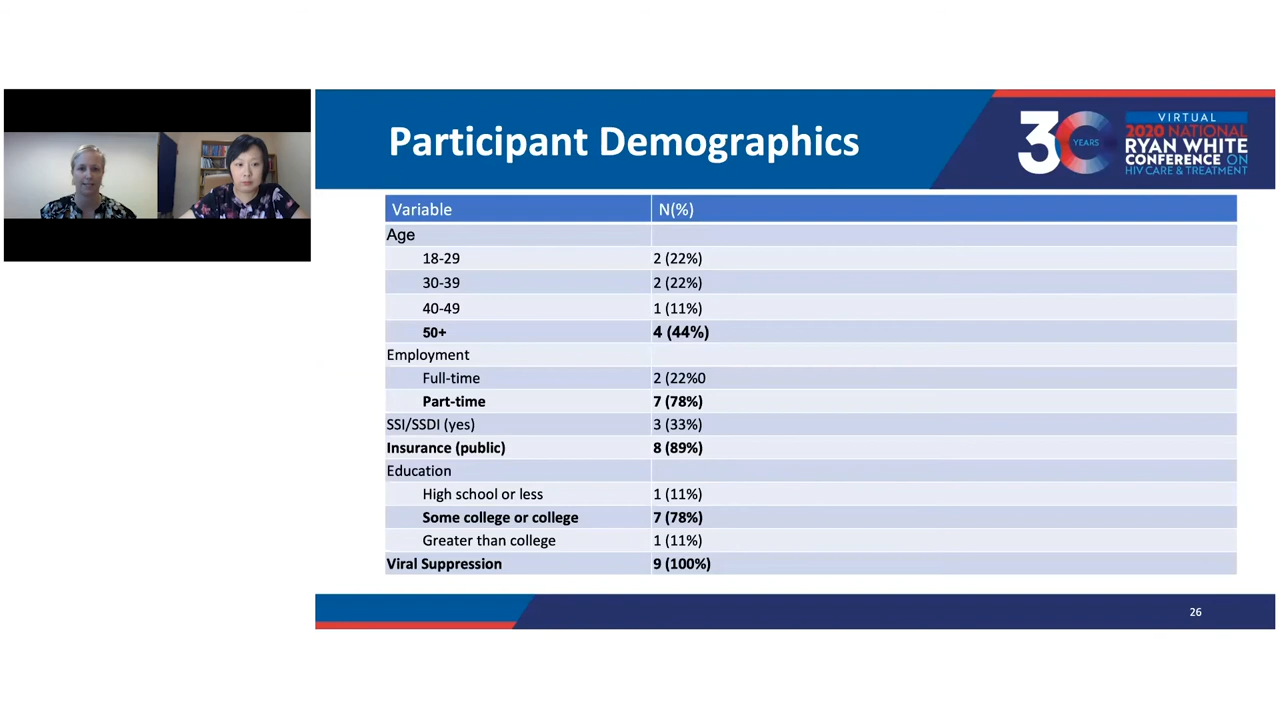 Participant Demographics
30 YEARS
VIRTUAL
2020 NATIONAL
RYAN WHITE
CONFERENCE ON
HIV CARE & TREATMENT
Variable N(%)
Age
18-29 2 (22%)
30-39 2 (22%)
40-49 1 (11%)
50+ 4 (44%)
Employment
Full-time 2 (22%0
Part-time 7 (78%)
SSI/SSDI (yes) 3 (33%)
Insurance (public) 8 (89%)
Education
High school or less 1 (11%)
Some college or college 7 (78%)
Greater than college 1 (11%)
Viral Suppression 9 (100%)
26